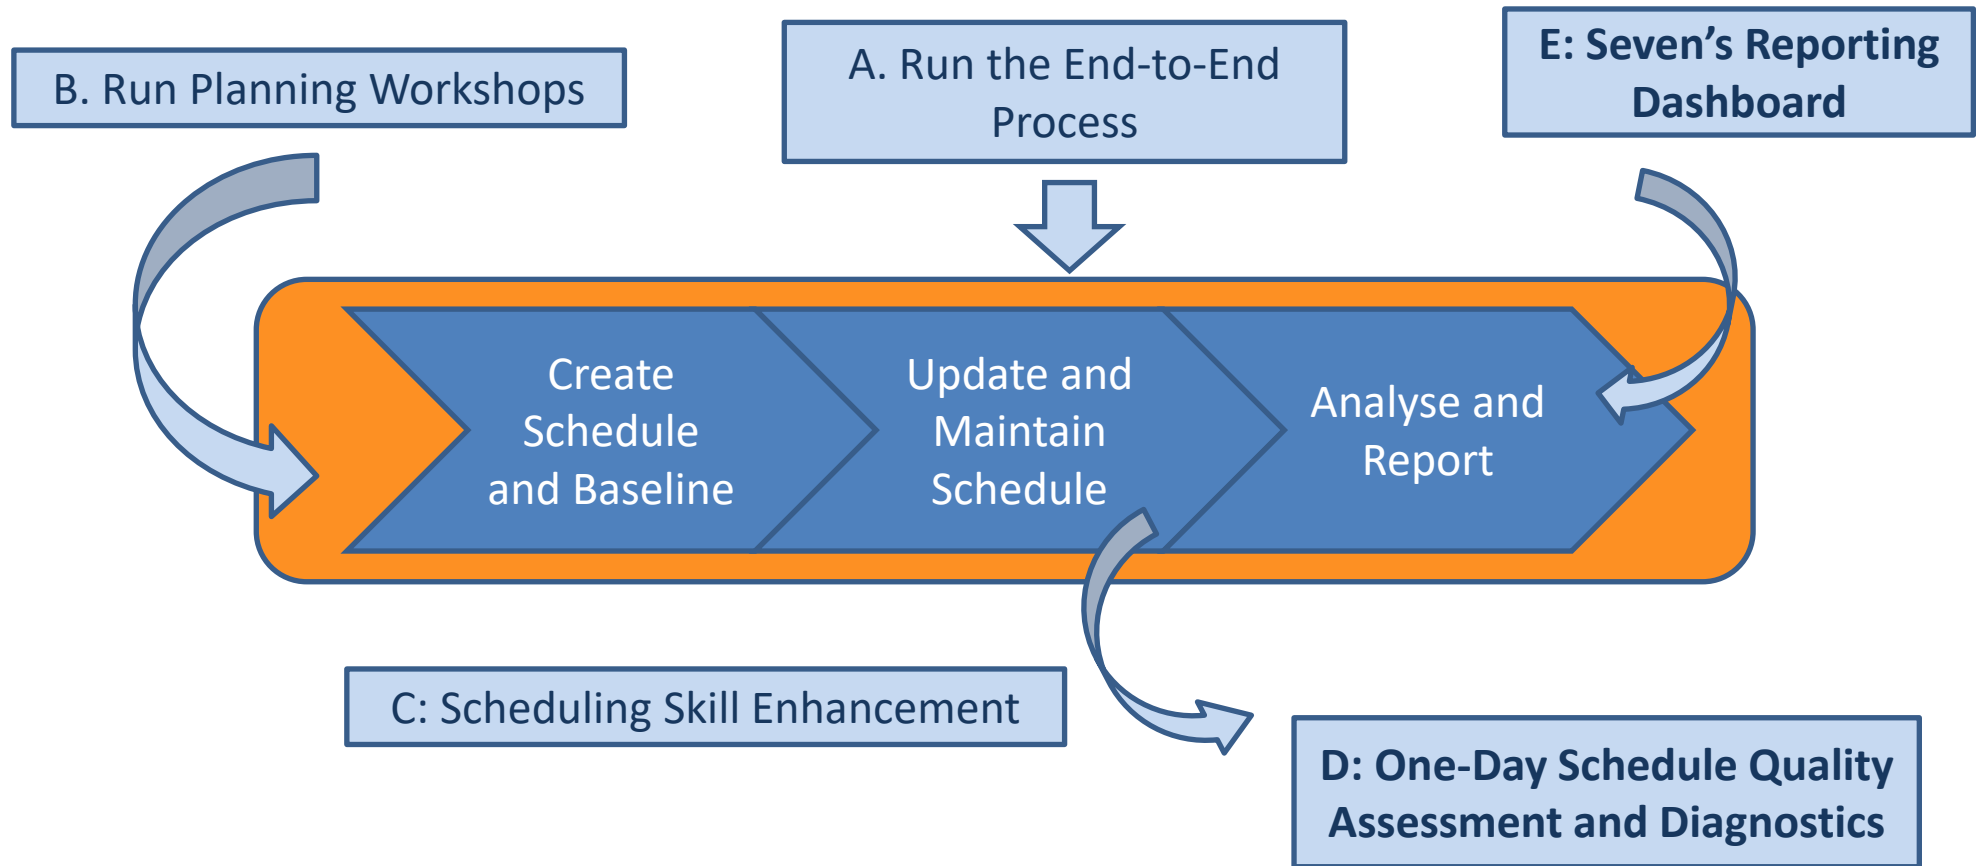 B. Run Planning Workshops
A. Run the End-to-End
Process
E: Seven’s Reporting
Dashboard
Create
Schedule
and Baseline
Update and
Maintain
Schedule
Analyse and
Report
C: Scheduling Skill Enhancement
D: One-Day Schedule Quality
Assessment and Diagnostics